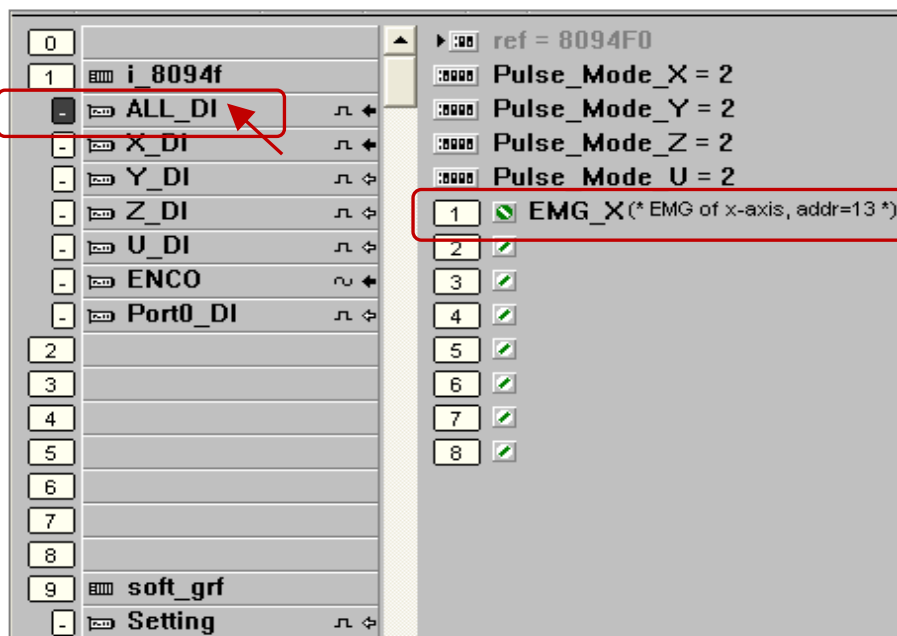 0
1 i_8094f
- ALL_DI
- X_DI
- Y_DI
- Z_DI
- U_DI
- ENCO
- Port0_DI
2
3
4
5
6
7
8
9 soft_grf
- Setting
ref = 8094F0
Pulse_Mode_X = 2
Pulse_Mode_Y = 2
Pulse_Mode_Z = 2
Pulse_Mode_U = 2
1 EMG_X (* EMG of x-axis, addr=13 *)
2
3
4
5
6
7
8